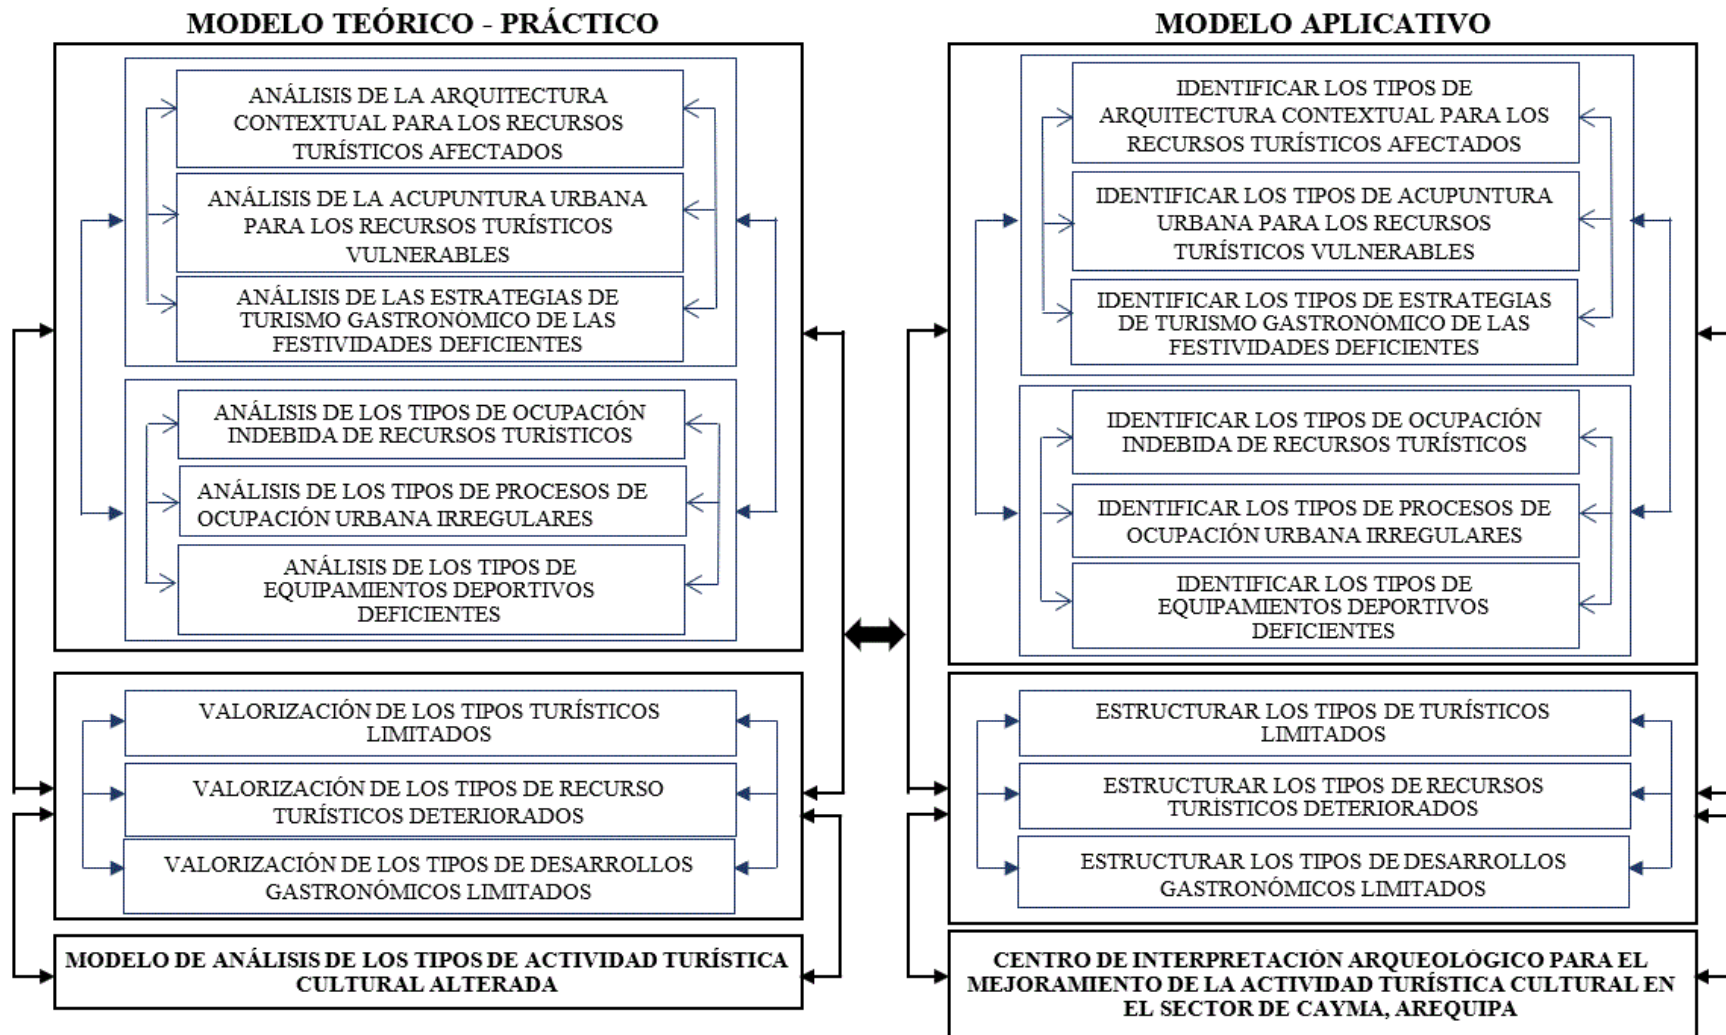 MODELO TEÓRICO - PRÁCTICO
ANÁLISIS DE LA ARQUITECTURA
CONTEXTUAL PARA LOS RECURSOS
TURÍSTICOS AFECTADOS
ANÁLISIS DE LA ACUPUNTURA URBANA
PARA LOS RECURSOS TURÍSTICOS
VULNERABLES
ANÁLISIS DE LAS ESTRATEGIAS DE
TURISMO GASTRONÓMICO DE LAS
FESTIVIDADES DEFICIENTES
ANÁLISIS DE LOS TIPOS DE OCUPACIÓN
INDEBIDA DE RECURSOS TURÍSTICOS
ANÁLISIS DE LOS TIPOS DE PROCESOS DE
OCUPACIÓN URBANA IRREGULARES
ANÁLISIS DE LOS TIPOS DE
EQUIPAMIENTOS DEPORTIVOS
DEFICIENTES
VALORIZACIÓN DE LOS TIPOS TURÍSTICOS
LIMITADOS
VALORIZACIÓN DE LOS TIPOS DE RECURSO
TURÍSTICOS DETERIORADOS
VALORIZACIÓN DE LOS TIPOS DE DESARROLLOS
GASTRONÓMICOS LIMITADOS
MODELO DE ANÁLISIS DE LOS TIPOS DE ACTIVIDAD TURÍSTICA
CULTURAL ALTERADA
MODELO APLICATIVO
IDENTIFICAR LOS TIPOS DE
ARQUITECTURA CONTEXTUAL PARA LOS
RECURSOS TURÍSTICOS AFECTADOS
IDENTIFICAR LOS TIPOS DE ACUPUNTURA
URBANA PARA LOS RECURSOS
TURÍSTICOS VULNERABLES
IDENTIFICAR LOS TIPOS DE ESTRATEGIAS
DE TURISMO GASTRONÓMICO DE LAS
FESTIVIDADES DEFICIENTES
IDENTIFICAR LOS TIPOS DE OCUPACIÓN
INDEBIDA DE RECURSOS TURÍSTICOS
IDENTIFICAR LOS TIPOS DE PROCESOS DE
OCUPACIÓN URBANA IRREGULARES
IDENTIFICAR LOS TIPOS DE
EQUIPAMIENTOS DEPORTIVOS
DEFICIENTES
ESTRUCTURAR LOS TIPOS DE TURÍSTICOS
LIMITADOS
ESTRUCTURAR LOS TIPOS DE RECURSOS
TURÍSTICOS DETERIORADOS
ESTRUCTURAR LOS TIPOS DE DESARROLLOS
GASTRONÓMICOS LIMITADOS
CENTRO DE INTERPRETACIÓN ARQUEOLÓGICO PARA EL
MEJORAMIENTO DE LA ACTIVIDAD TURÍSTICA CULTURAL EN
EL SECTOR DE CAYMA, AREQUIPA